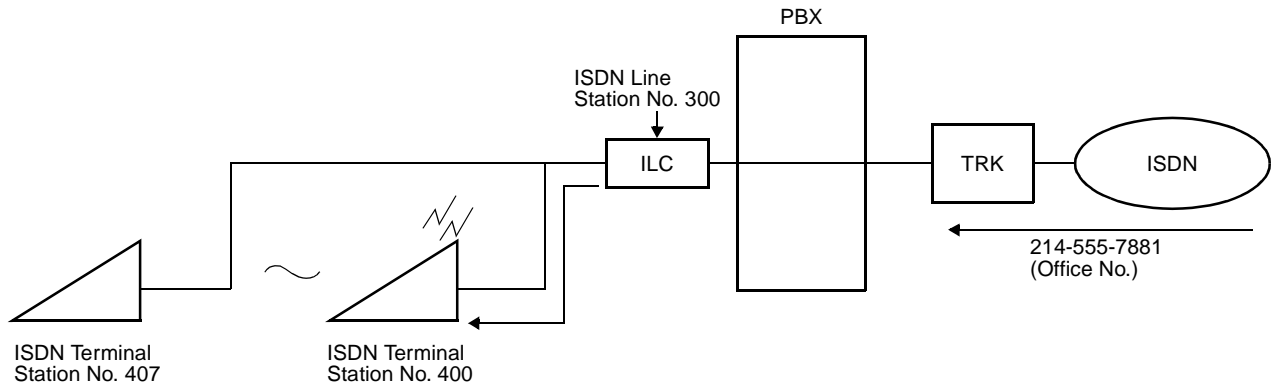 PBX
ISDN Line
Station No. 300
ILC
TRK
ISDN
214-555-7881
(Office No.)
ISDN Terminal
Station No. 407
ISDN Terminal
Station No. 400